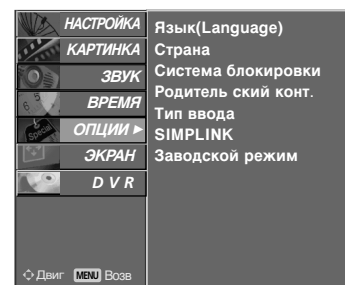 НАСТРОЙКА
КАРТИНКА
ЗВУК
ВРЕМЯ
ОПЦИИ ►
ЭКРАН
D V R
Язык(Language)
Страна
Система блокировки
Родитель ский конт.
Тип ввода
SIMPLINK
Заводской режим
Двиг MENU Возв